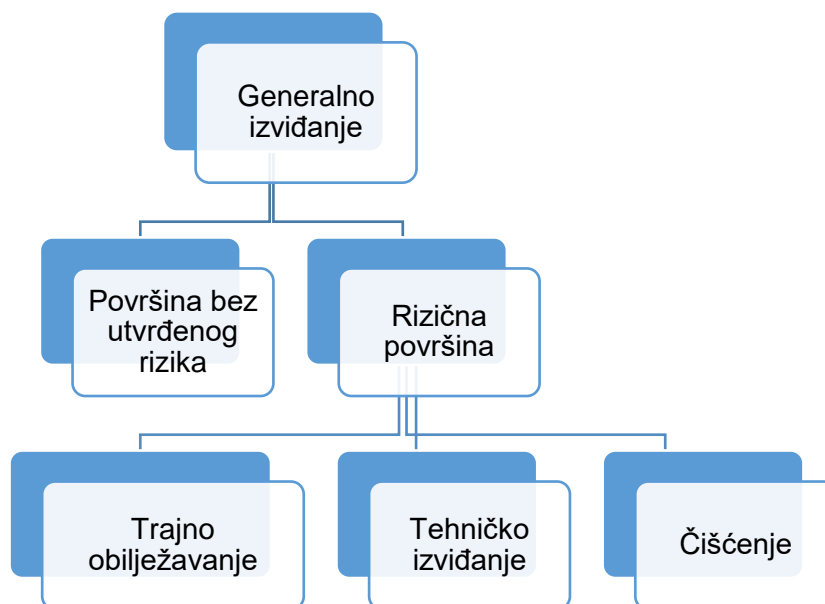 Generalno
izviđanje
Površina bez
utvrđenog
rizika
Rizična
površina
Trajno
obilježavanje
Tehničko
izviđanje
Čišćenje